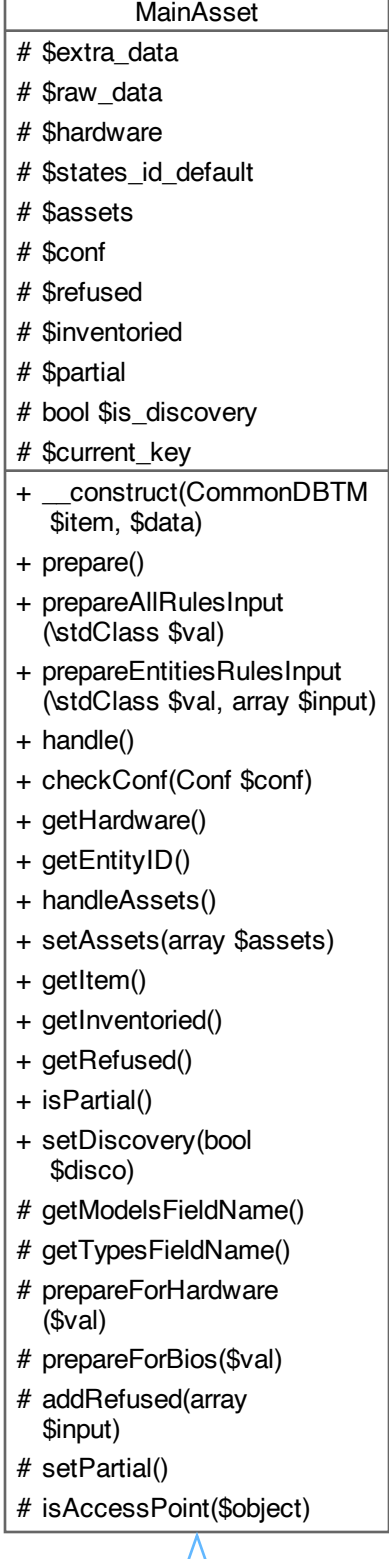 MainAsset
# $extra_data
# $raw_data
# $hardware
# $states_id_default
# $assets
# $conf
# $refused
# $inventoried
# $partial
# bool $is_discovery
# $current_key
+ __construct(CommonDBTM
$item, $data)
+ prepare()
+ prepareAllRulesInput
(\stdClass $val)
+ prepareEntitiesRulesInput
(\stdClass $val, array $input)
+ handle()
+ checkConf(Conf $conf)
+ getHardware()
+ getEntityID()
+ handleAssets()
+ setAssets(array $assets)
+ getItem()
+ getInventoried()
+ getRefused()
+ isPartial()
+ setDiscovery(bool
$disco)
# getModelsFieldName()
# getTypesFieldName()
# prepareForHardware
($val)
# prepareForBios($val)
# addRefused(array
$input)
# setPartial()
# isAccessPoint($object)